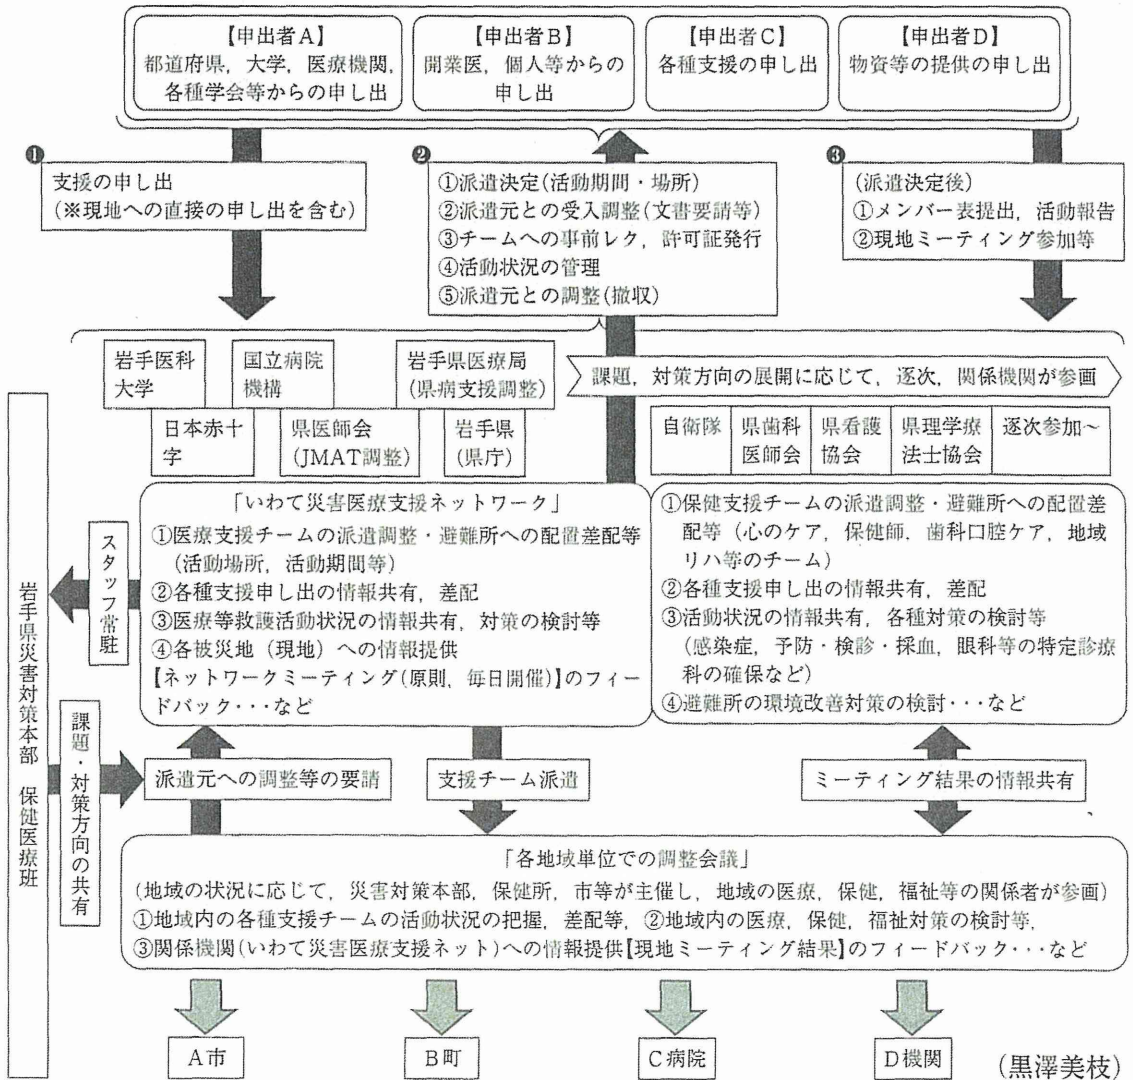 【申出者A】
都道府県，大学，医療機関，
各種学会等からの申し出
【申出者B】
開業医，個人等からの
申し出
【申出者C】
各種支援の申し出
【申出者D】
物資等の提供の申し出
❶
支援の申し出
(※現地への直接の申し出を含む)
❷
①派遣決定(活動期間・場所)
②派遣元との受入調整(文書要請等)
③チームへの事前レク，許可証発行
④活動状況の管理
⑤派遣元との調整(撤収)
❸
(派遣決定後)
①メンバー表提出，活動報告
②現地ミーティング参加等
岩手医科
大学
国立病院
機構
岩手県医療局
(県病支援調整)
日本赤十
字
県医師会
(JMAT調整)
岩手県
(県庁)
課題，対策方向の展開に応じて，逐次，関係機関が参画
自衛隊
県歯科
医師会
県看護
協会
県理学療
法士協会
逐次参加～
「いわて災害医療支援ネットワーク」
①医療支援チームの派遣調整・避難所への配置差配等
(活動場所，活動期間等)
②各種支援申し出の情報共有，差配
③医療等救護活動状況の情報共有，対策の検討等
④各被災地（現地）への情報提供
【ネットワークミーティング(原則，毎日開催)】のフィー
ドバック・・・など
①保健支援チームの派遣調整・避難所への配置差
配等（心のケア，保健師．歯科口腔ケア，地域
リハ等のチーム）
②各種支援申し出の情報共有，差配
③活動状況の情報共有，各種対策の検討等
(感染症，予防・検診・採血，眼科等の特定診療
科の確保など)
④避難所の環境改善対策の検討・・・など
スタッフ常駐
岩手県災害対策本部　保健医療班
課題・対策方向の共有
派遣元への調整等の要請
支援チーム派遣
ミーティング結果の情報共有
「各地域単位での調整会議」
(地域の状況に応じて，災害対策本部，保健所，市等が主催し，地域の医療，保健，福祉等の関係者が参画)
①地域内の各種支援チームの活動状況の把握，差配等，②地域内の医療，保健，福祉対策の検討等，
③関係機関(いわて災害医療支援ネット)への情報提供【現地ミーティング結果】のフィードバック・・・など
A市
B町
C病院
D機関
(黒澤美枝)